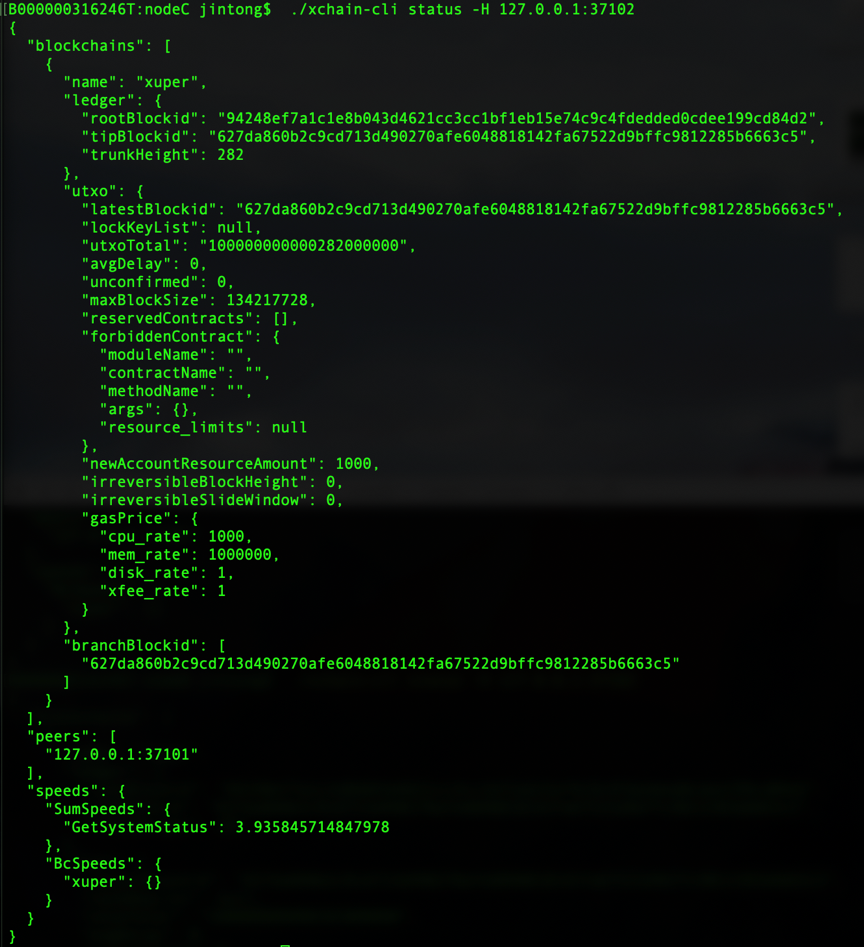 [B000000316246T:nodeC jintong$  ./xchain-cli status -H 127.0.0.1:37102
{
  "blockchains": [
    {
      "name": "xuper",
      "ledger": {
        "rootBlockid": "94248ef7a1c1e8b043d4621cc3cc1bf1eb15e74c9c4fdedded0cdee199cd84d2",
        "tipBlockid": "627da860b2c9cd713d490270afe6048818142fa67522d9bffc9812285b6663c5",
        "trunkHeight": 282
      },
      "utxo": {
        "latestBlockid": "627da860b2c9cd713d490270afe6048818142fa67522d9bffc9812285b6663c5",
        "lockKeyList": null,
        "utxoTotal": "100000000000282000000",
        "avgDelay": 0,
        "unconfirmed": 0,
        "maxBlockSize": 134217728,
        "reservedContracts": [],
        "forbiddenContract": {
          "moduleName": "",
          "contractName": "",
          "methodName": "",
          "args": {},
          "resource_limits": null
        },
        "newAccountResourceAmount": 1000,
        "irreversibleBlockHeight": 0,
        "irreversibleSlideWindow": 0,
        "gasPrice": {
          "cpu_rate": 1000,
          "mem_rate": 1000000,
          "disk_rate": 1,
          "xfee_rate": 1
        }
      },
      "branchBlockid": [
        "627da860b2c9cd713d490270afe6048818142fa67522d9bffc9812285b6663c5"
      ]
    }
  ],
  "peers": [
    "127.0.0.1:37101"
  ],
  "speeds": {
    "SumSpeeds": {
      "GetSystemStatus": 3.935845714847978
    },
    "BcSpeeds": {
      "xuper": {}
    }
  }
}